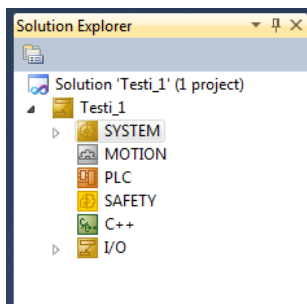 Solution Explorer
Solution 'Testi_1' (1 project)
Testi_1
SYSTEM
MOTION
PLC
SAFETY
C++
I/O